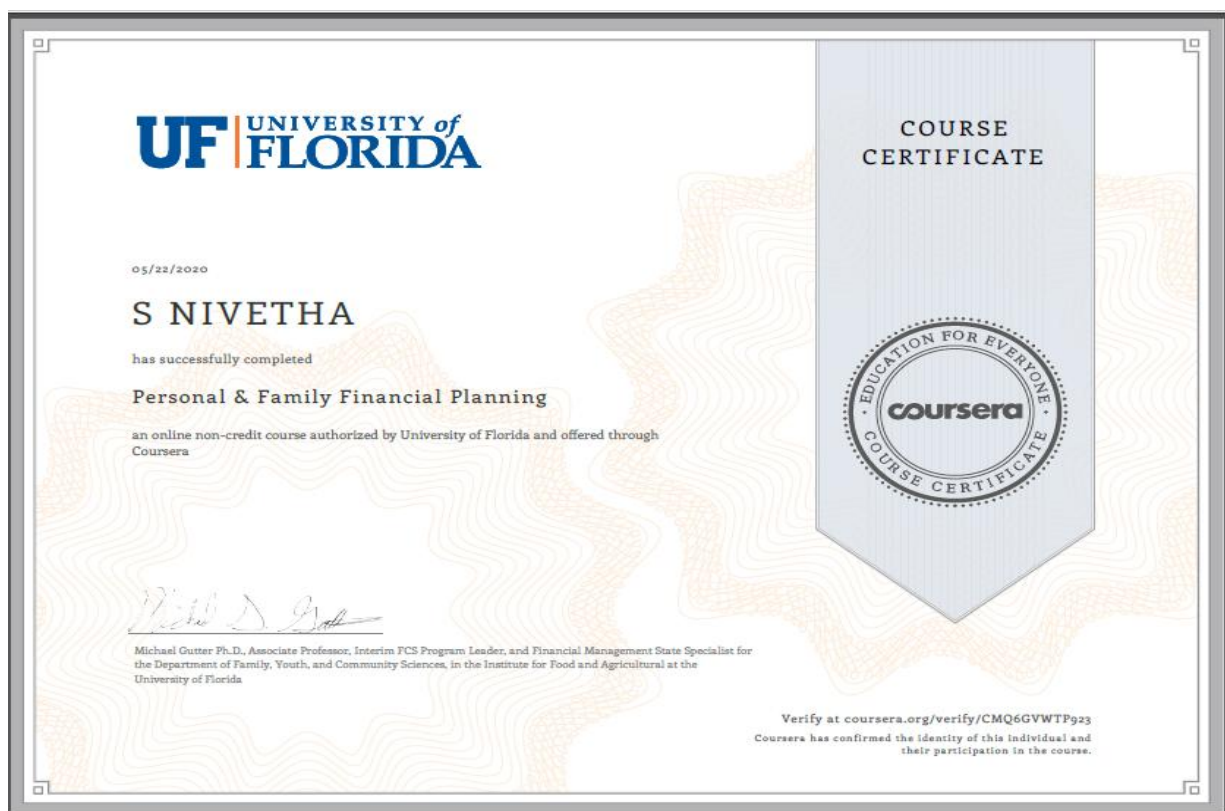 UF UNIVERSITY of
FLORIDA
COURSE
CERTIFICATE
05/22/2020
S NIVETHA
has successfully completed
Personal & Family Financial Planning
an online non-credit course authorized by University of Florida and offered through
Coursera
EDUCATION FOR EVERYONE
coursera
COURSE CERTIFICATE
Michael Gutter Ph.D., Associate Professor, Interim FCS Program Leader, and Financial Management State Specialist for
the Department of Family, Youth, and Community Sciences, in the Institute for Food and Agricultural at the
University of Florida
Verify at coursera.org/verify/CMQ6GVWTP923
Coursera has confirmed the identity of this individual and
their participation in the course.